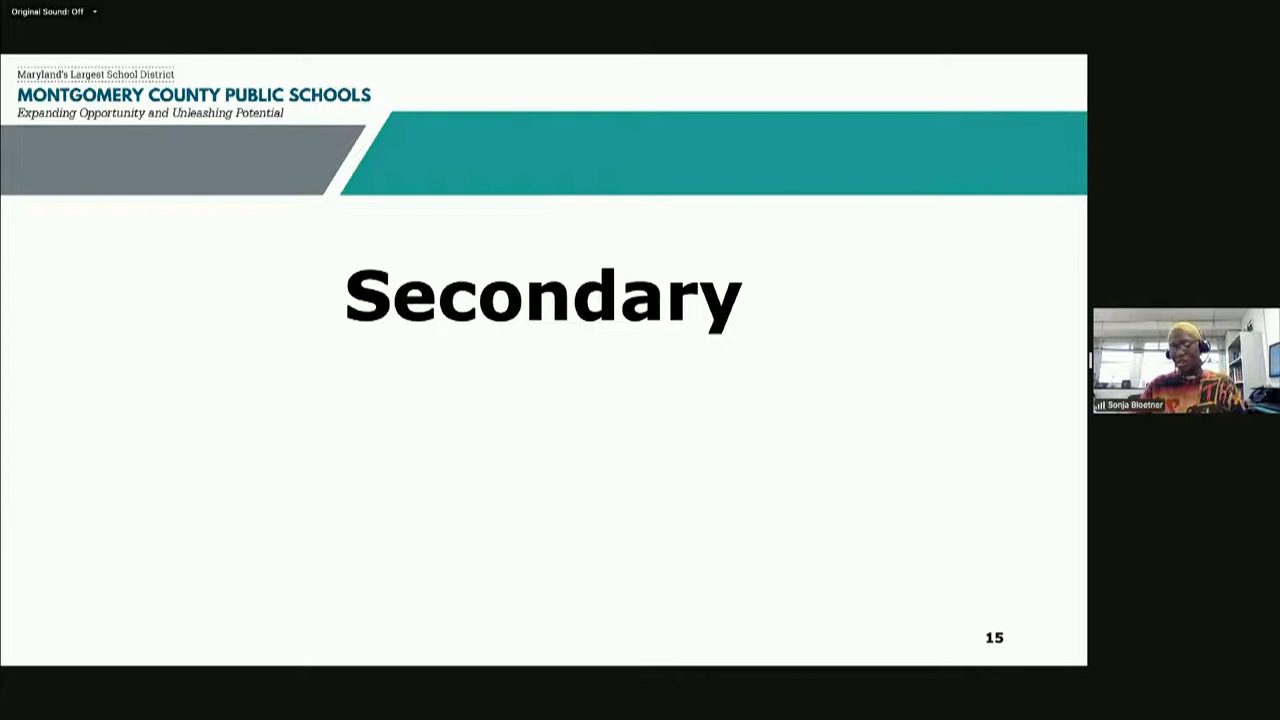 Original Sound: Off
Maryland's Largest School District
MONTGOMERY COUNTY PUBLIC SCHOOLS
Expanding Opportunity and Unleashing Potential
Secondary
Sonja Bloetner
15